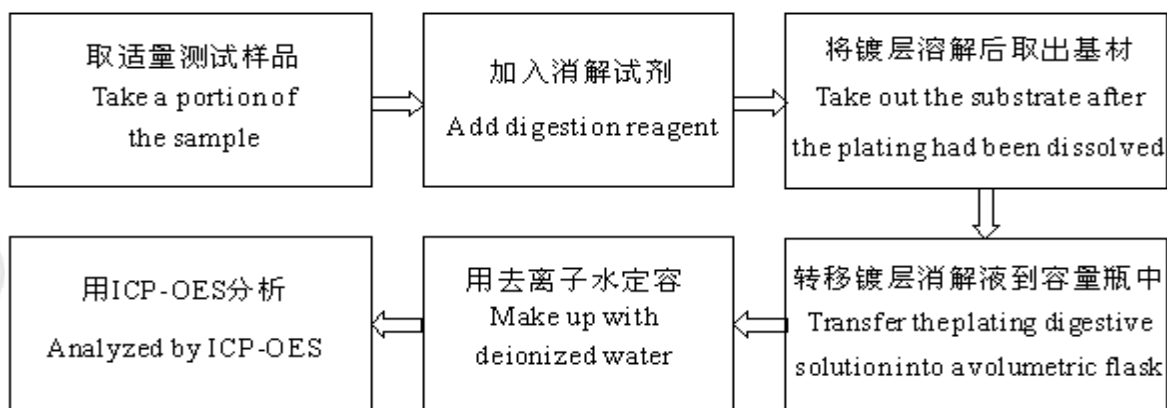 取适量测试样品
Take a portion of
the sample
加入消解试剂
Add digestion reagent
将镀层溶解后取出基材
Take out the substrate after
the plating had been dissolved
转移镀层消解液到容量瓶中
Transfer the plating digestive
solution into a volumetric flask
用去离子水定容
Make up with
deionized water
用ICP-OES分析
Analyzed by ICP-OES